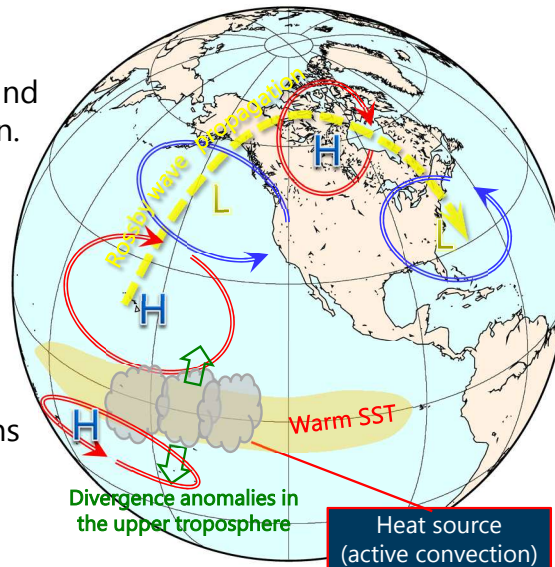 nd
n.
Rossby wave propagation
H
L
L
H
H
ns
Warm SST
Divergence anomalies in
the upper troposphere
Heat source
(active convection)